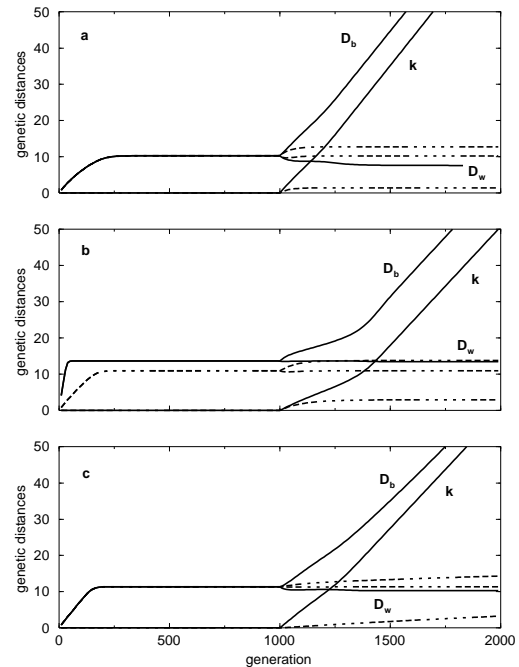 50
40
30
20
10
0
genetic distances
a
D_b
k
D_w
50
40
30
20
10
0
genetic distances
b
D_b
k
D_w
50
40
30
20
10
0
genetic distances
c
D_b
k
D_w
0 500 1000 1500 2000
generation